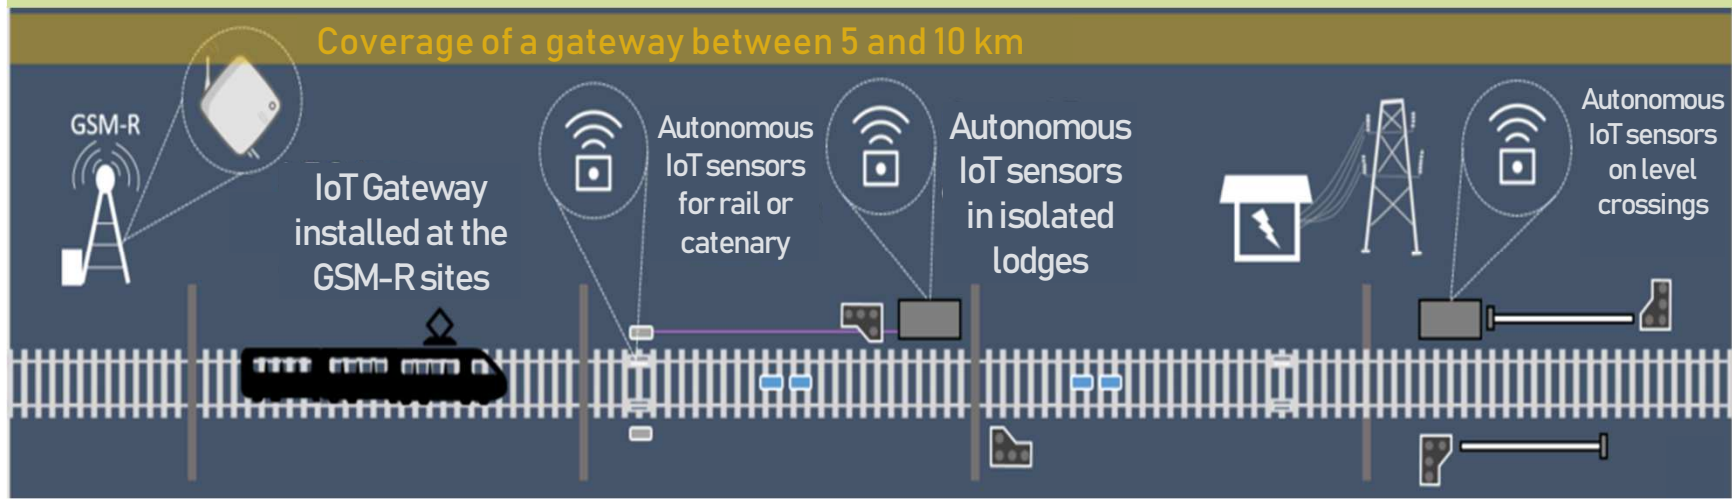 Coverage of a gateway between 5 and 10 km
GSM-R
IoT Gateway
installed at the
GSM-R sites
Autonomous
IoT sensors
for rail or
catenary
Autonomous
IoT sensors
in isolated
lodges
Autonomous
IoT sensors
on level
crossings